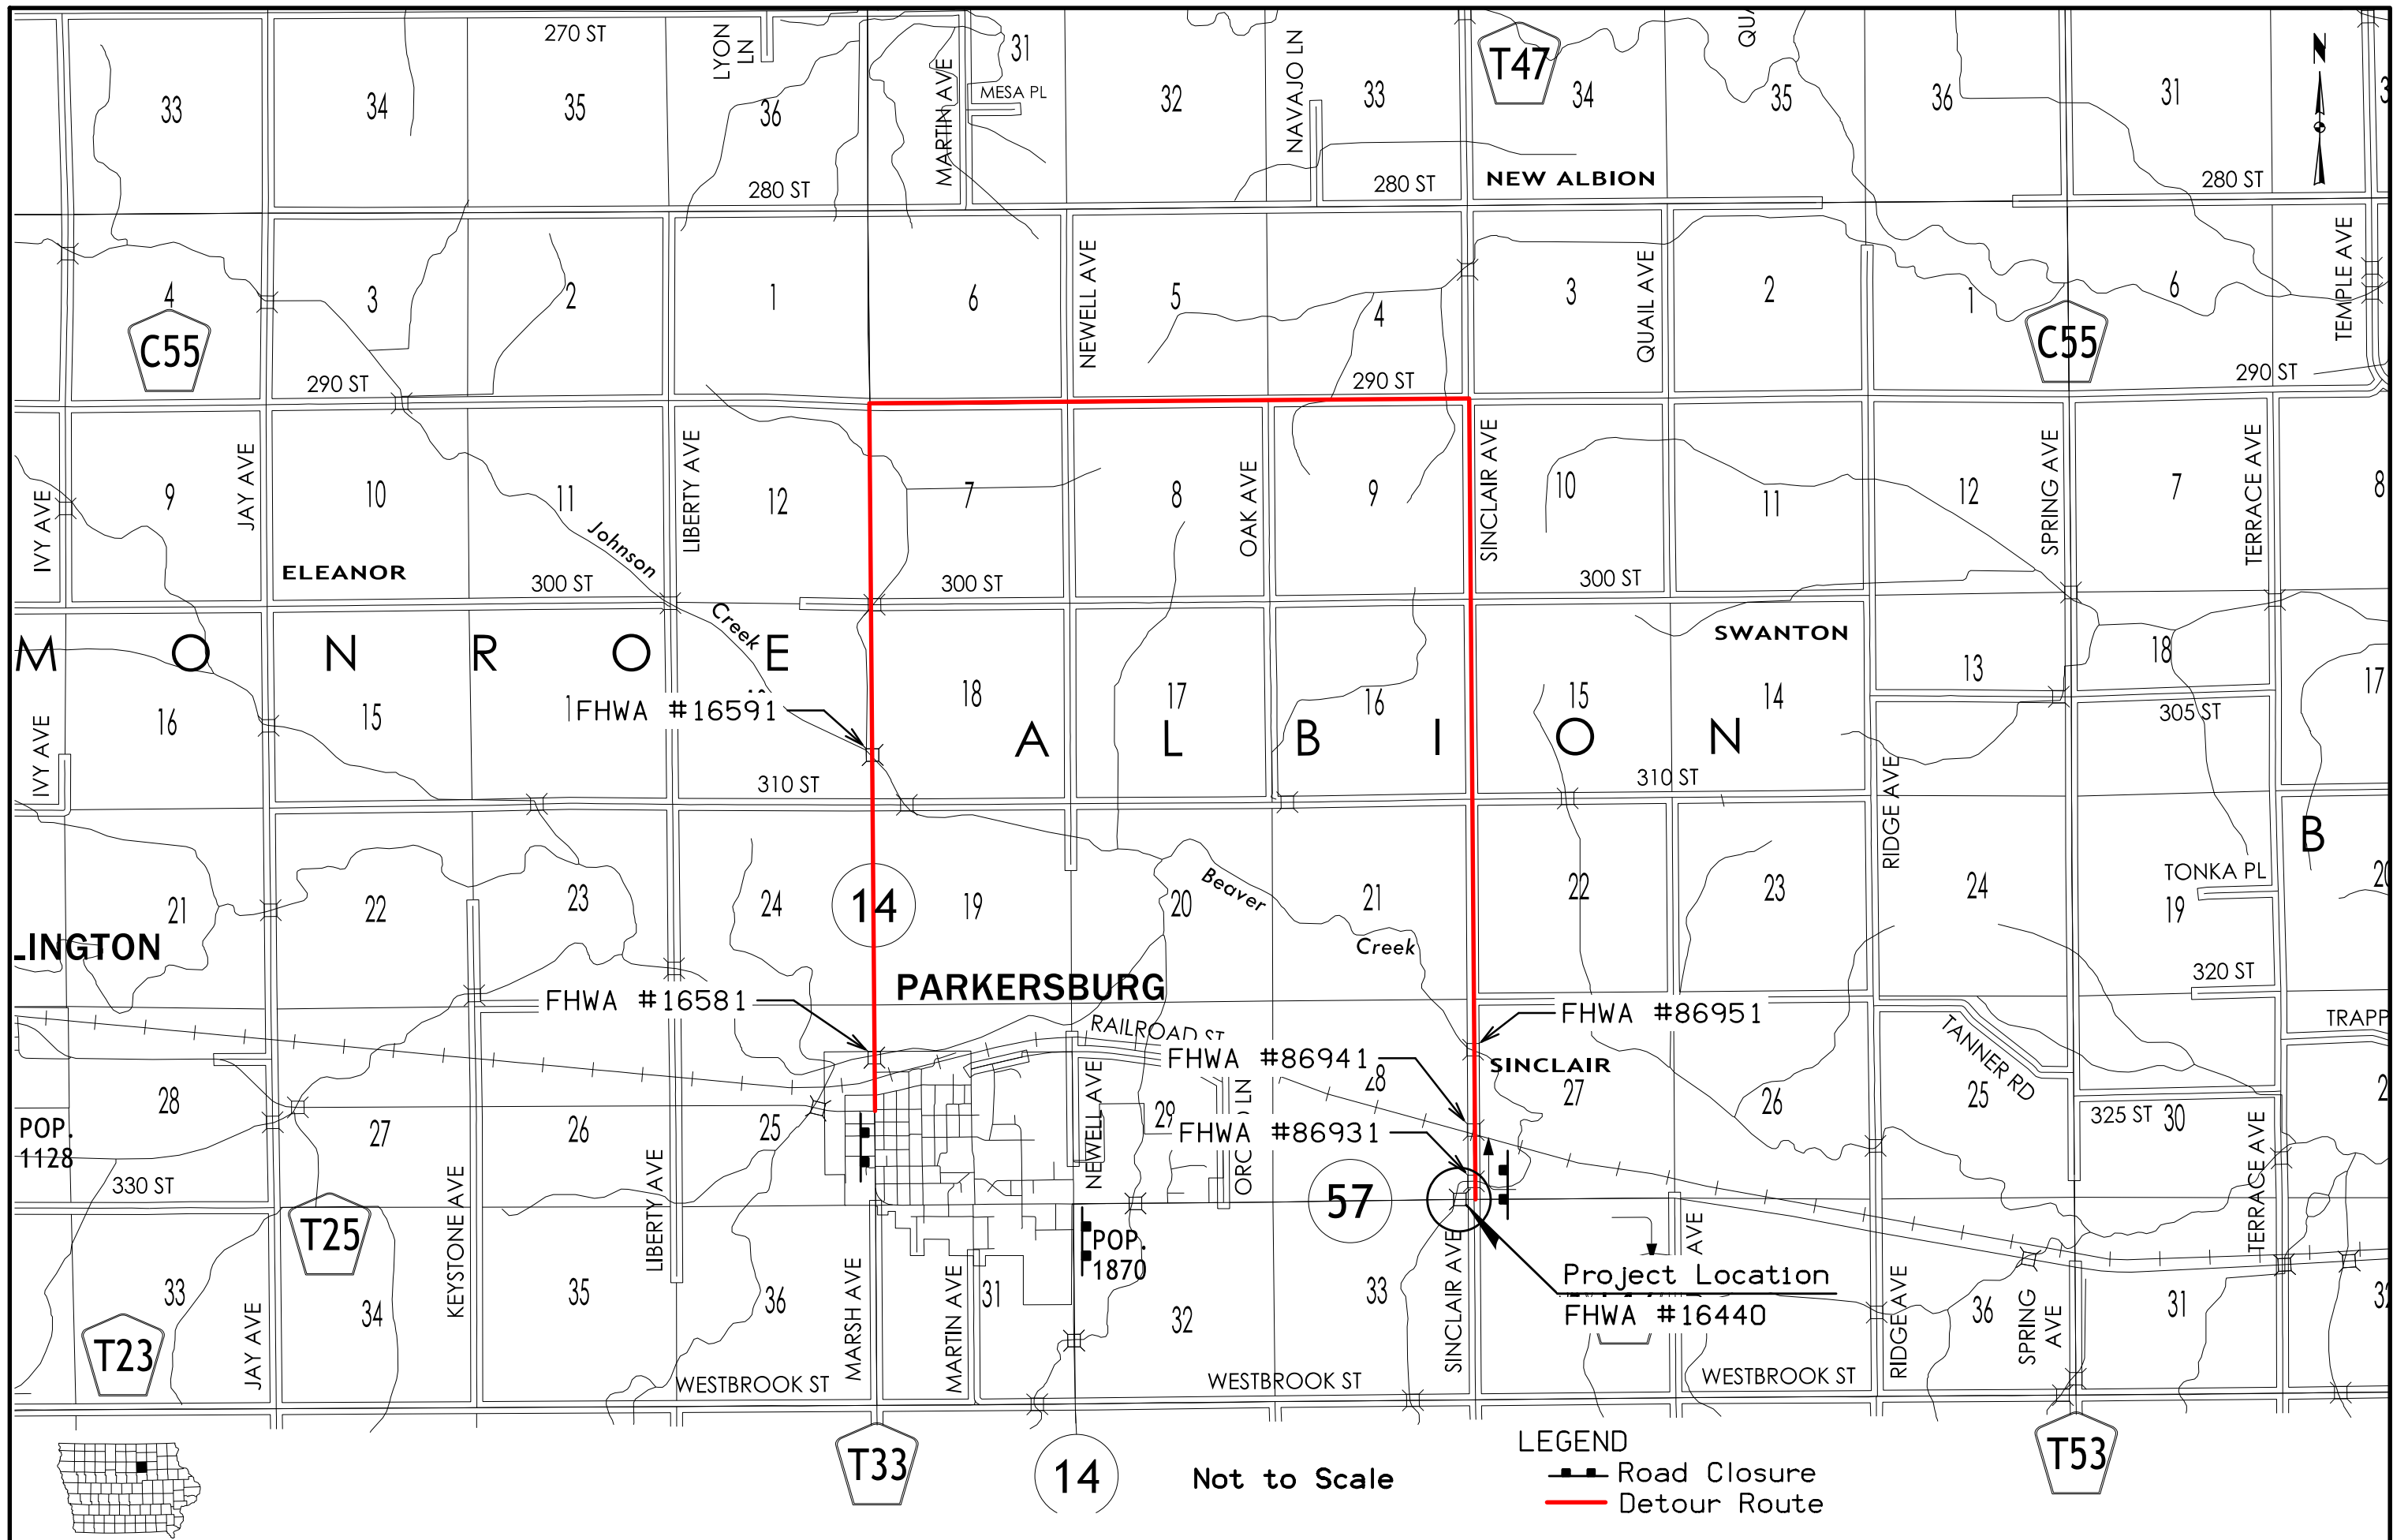 270 ST
LYON
LN
MARTIN AVE
31
MESA PL
NAVAJO LN
T47
QUA
N
33
34
35
36
32
33
34
35
36
31
3
280 ST
280 ST
NEW ALBION
280 ST
4
3
2
1
6
NEWELL AVE
5
4
3
QUAIL AVE
2
1
6
TEMPLE AVE
C55
C55
290 ST
290 ST
290 ST
IVY AVE
9
JAY AVE
10
11
LIBERTY AVE
12
7
8
OAK AVE
9
SINCLAIR AVE
10
11
12
SPRING AVE
7
TERRACE AVE
8
Johnson
Creek
ELEANOR
300 ST
300 ST
300 ST
SWANTON
MONROE
IVY AVE
16
15
FHWA #16591
18
17
16
15
14
13
18
17
305 ST
ALBION
310 ST
310 ST
RIDGE AVE
B
21
22
23
24
14
19
20
Beaver
Creek
21
22
23
24
TONKA PL
19
20
LINGTON
PARKERSBURG
320 ST
FHWA #16581
FHWA #86951
RAILROAD ST
FHWA #86941
SINCLAIR
TANNER RD
TRAPP
28
27
26
25
NEWELL AVE
29
LN
28
27
26
25
325 ST
30
2
FHWA #86931
POP.
1128
330 ST
KEYSTONE AVE
LIBERTY AVE
57
AVE
TERRACE AVE
T25
POP.
1870
33
34
35
36
MARSH AVE
MARTIN AVE
31
32
33
SINCLAIR AVE
Project Location
FHWA #16440
RIDGE AVE
36
SPRING
AVE
31
32
T23
JAY AVE
WESTBROOK ST
WESTBROOK ST
WESTBROOK ST
T33
14
Not to Scale
LEGEND
Road Closure
Detour Route
T53